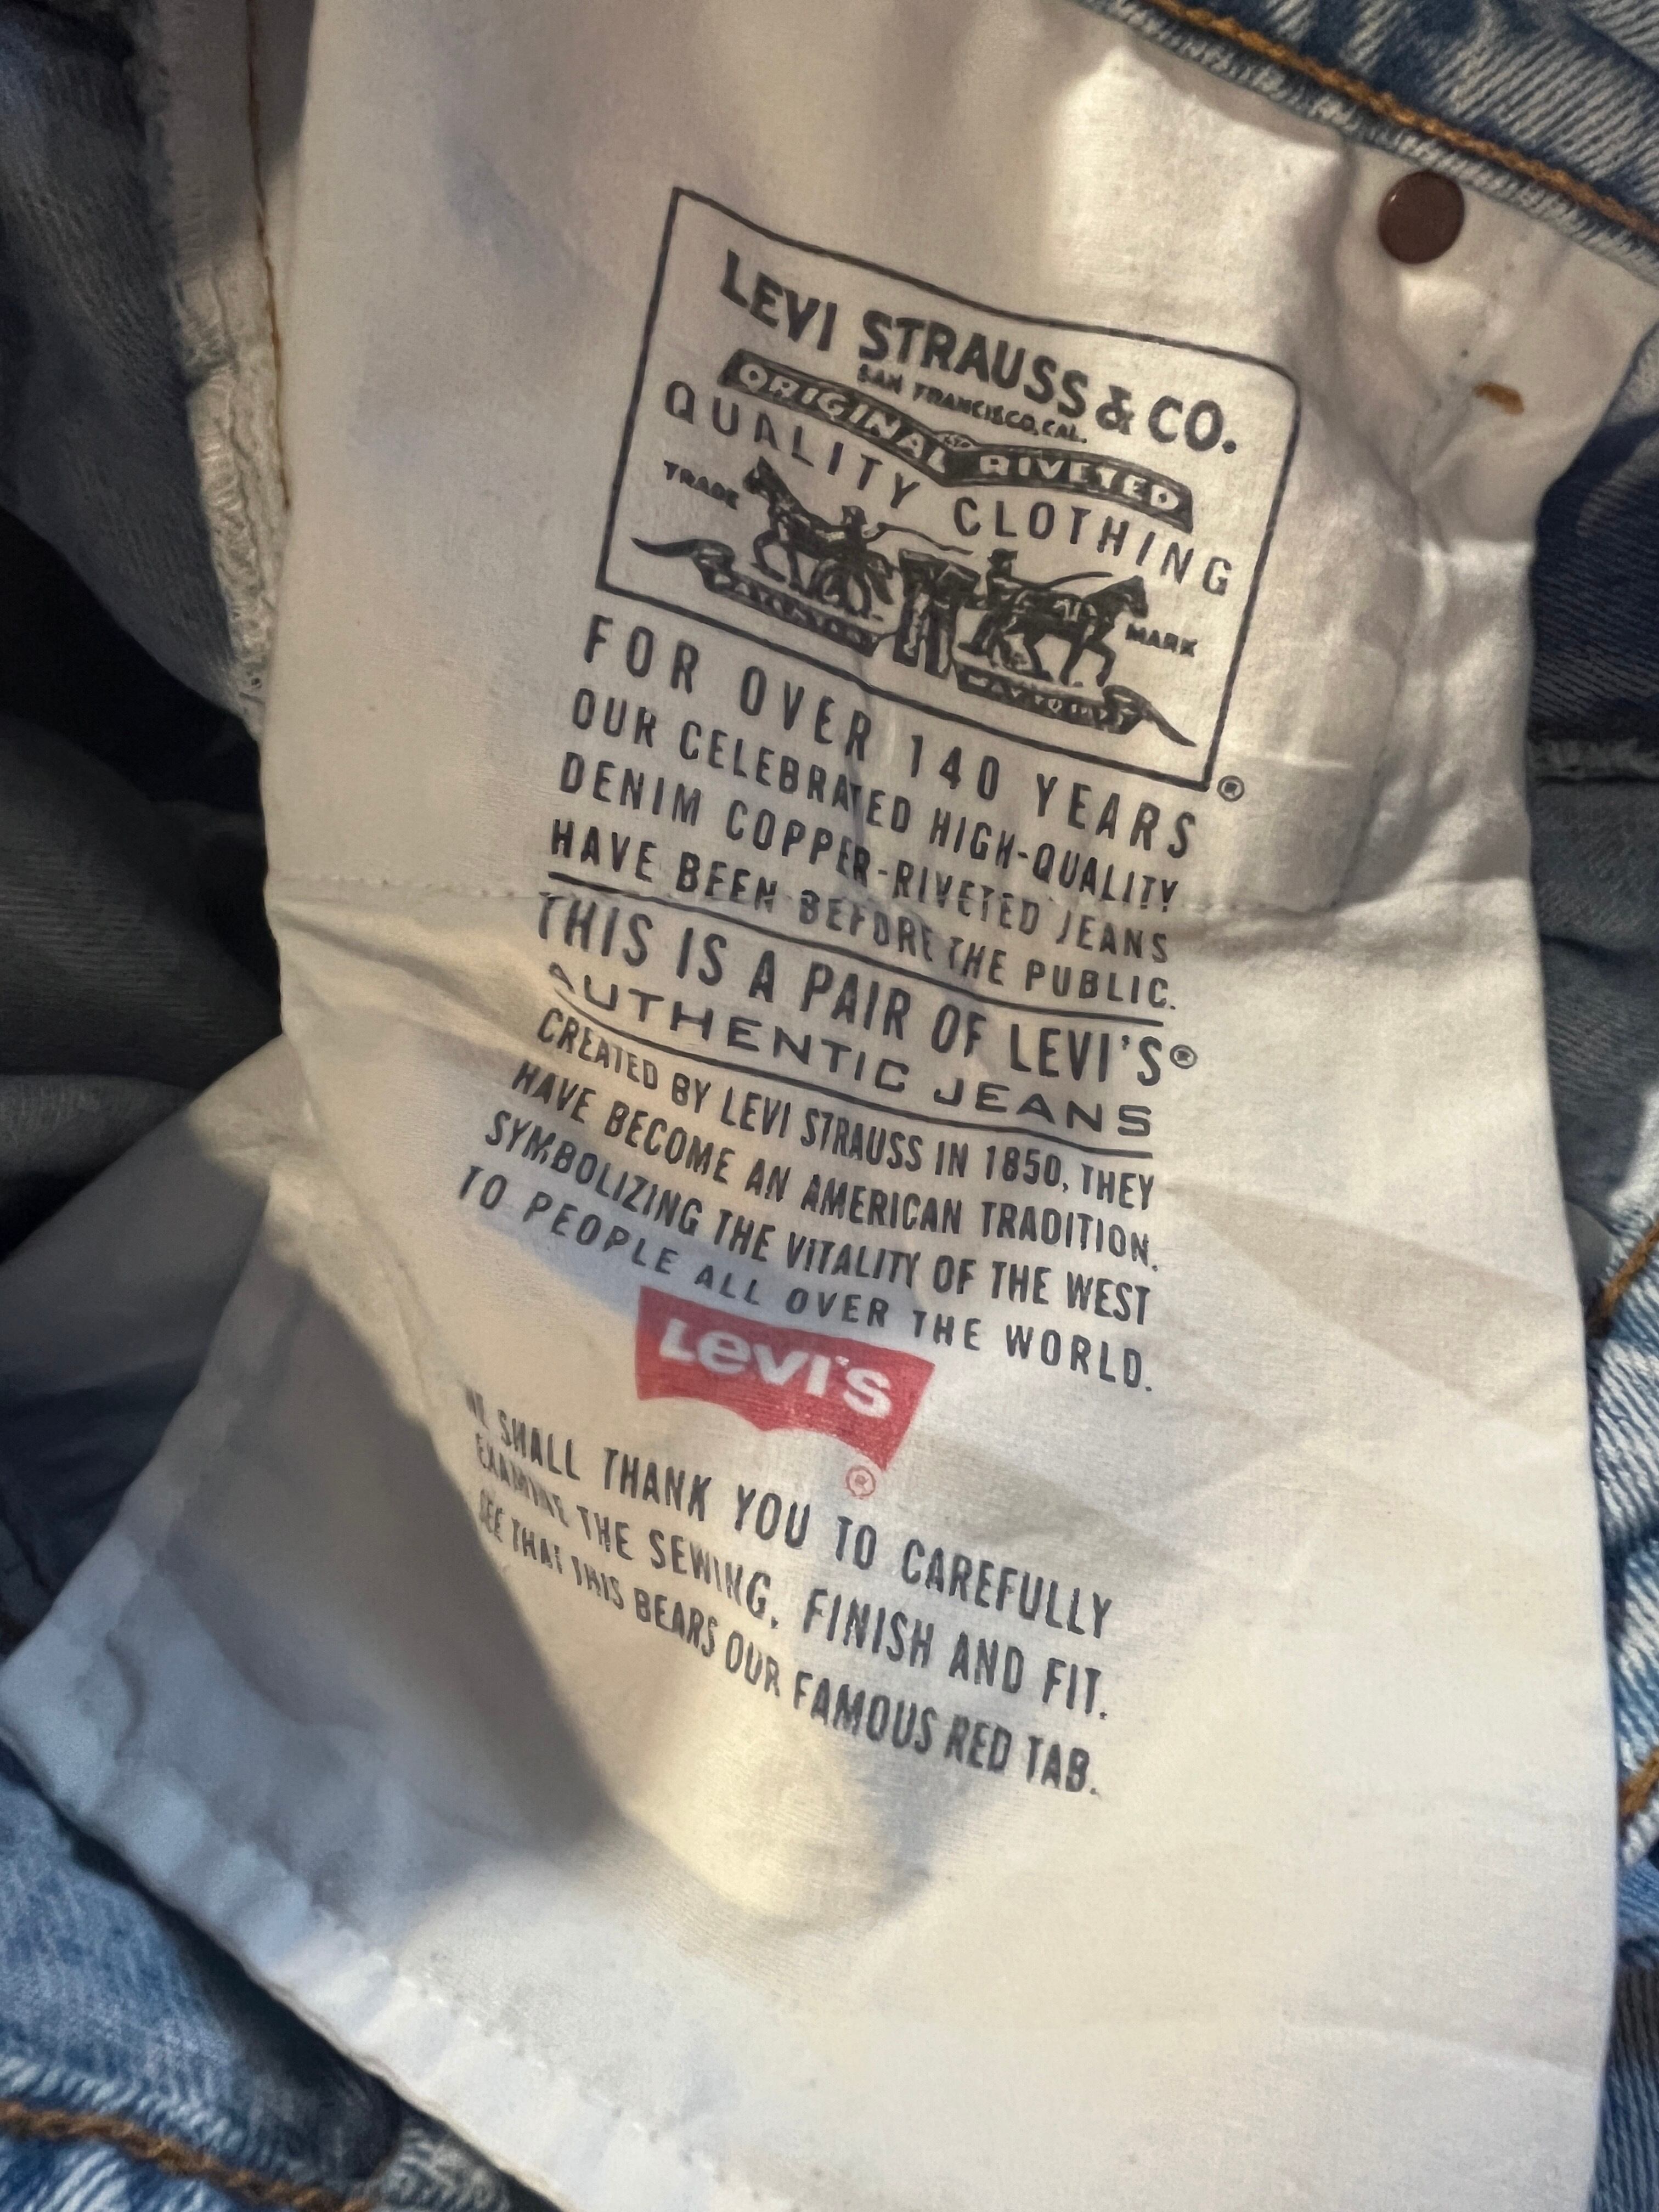 LEVI STRAUSS & CO.
SAN FRANCISCO, CAL.
ORIGINAL RIVETED
QUALITY CLOTHING
TRADE MARK
®
FOR OVER 140 YEARS
OUR CELEBRATED HIGH-QUALITY
DENIM COPPER-RIVETED JEANS
HAVE BEEN BEFORE THE PUBLIC.
THIS IS A PAIR OF LEVI'S®
AUTHENTIC JEANS
CREATED BY LEVI STRAUSS IN 1850, THEY
HAVE BECOME AN AMERICAN TRADITION.
SYMBOLIZING THE VITALITY OF THE WEST
TO PEOPLE ALL OVER THE WORLD.
Levi's
®
WE SHALL THANK YOU TO CAREFULLY
EXAMINE THE SEWING, FINISH AND FIT.
SEE THAT THIS BEARS OUR FAMOUS RED TAB.